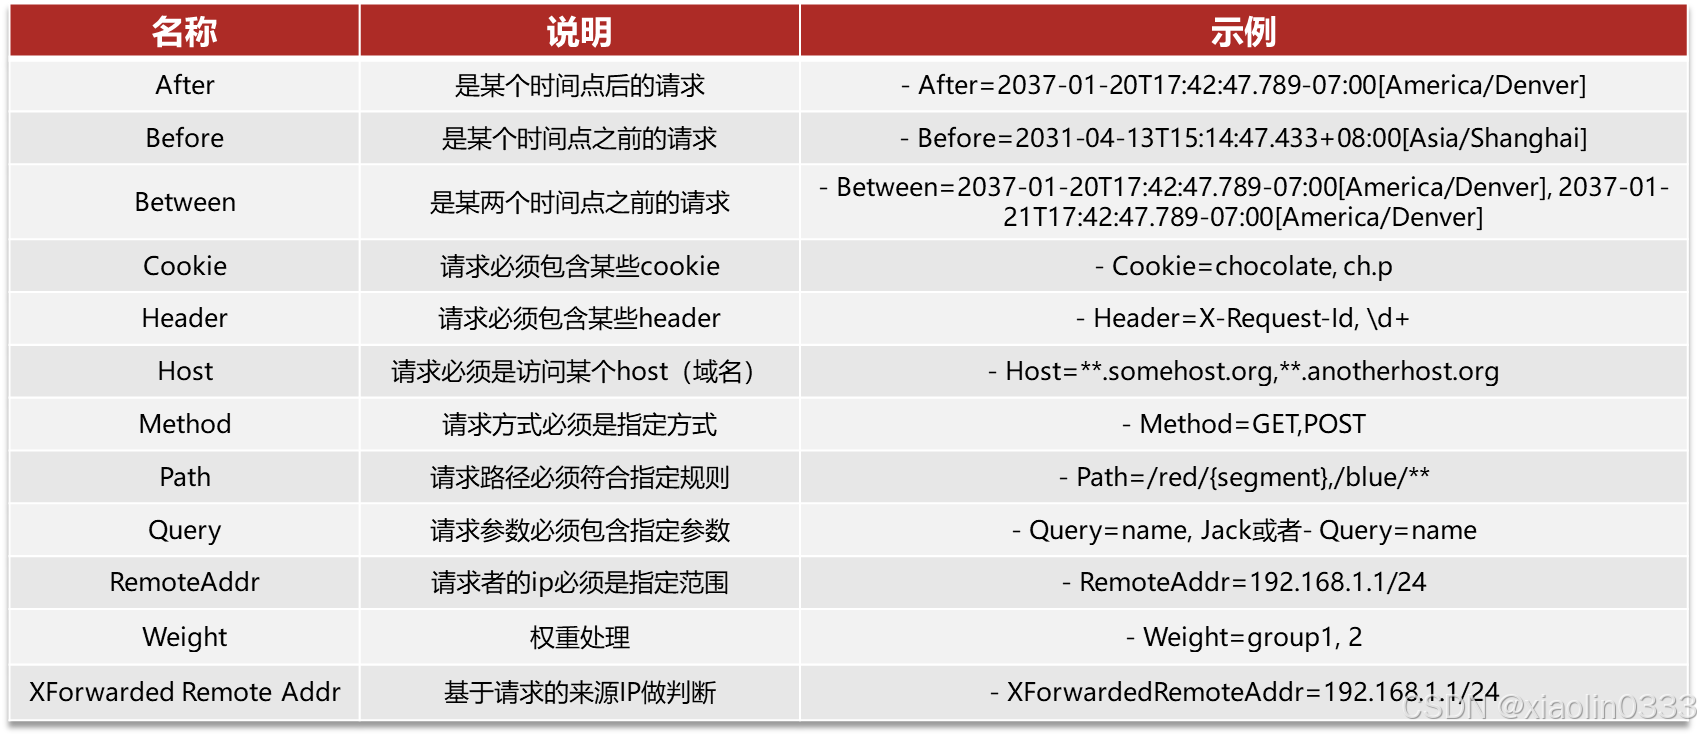 名称 说明 示例
After 是某个时间点后的请求 - After=2037-01-20T17:42:47.789-07:00[America/Denver]
Before 是某个时间点之前的请求 - Before=2031-04-13T15:14:47.433+08:00[Asia/Shanghai]
Between 是某两个时间点之前的请求 - Between=2037-01-20T17:42:47.789-07:00[America/Denver], 2037-01-
21T17:42:47.789-07:00[America/Denver]
Cookie 请求必须包含某些cookie - Cookie=chocolate, ch.p
Header 请求必须包含某些header - Header=X-Request-Id, \d+
Host 请求必须是访问某个host（域名） - Host=**.somehost.org,**.anotherhost.org
Method 请求方式必须是指定方式 - Method=GET,POST
Path 请求路径必须符合指定规则 - Path=/red/{segment},/blue/**
Query 请求参数必须包含指定参数 - Query=name, Jack或者- Query=name
RemoteAddr 请求者的ip必须是指定范围 - RemoteAddr=192.168.1.1/24
Weight 权重处理 - Weight=group1, 2
XForwarded Remote Addr 基于请求的来源IP做判断 - XForwardedRemoteAddr=192.168.1.1/24
CSDN @xiaolin0333